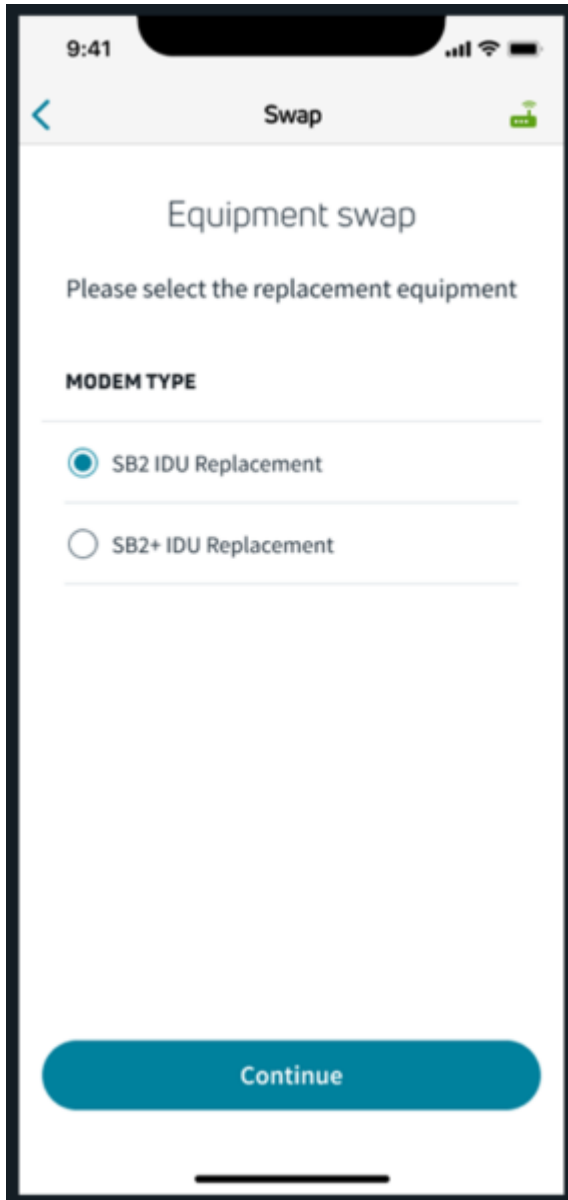 9:41
Swap
Equipment swap
Please select the replacement equipment
MODEM TYPE
SB2 IDU Replacement
SB2+ IDU Replacement
Continue